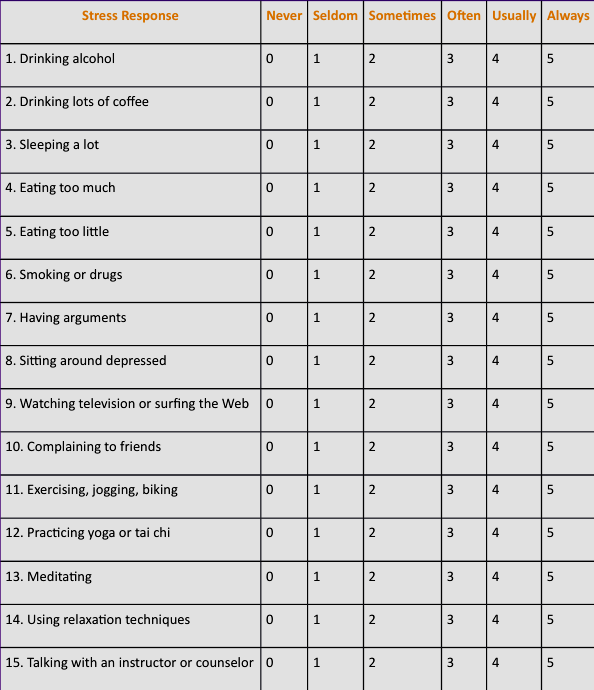 Stress Response Never Seldom Sometimes Often Usually Always
1. Drinking alcohol 0 1 2 3 4 5
2. Drinking lots of coffee 0 1 2 3 4 5
3. Sleeping a lot 0 1 2 3 4 5
4. Eating too much 0 1 2 3 4 5
5. Eating too little 0 1 2 3 4 5
6. Smoking or drugs 0 1 2 3 4 5
7. Having arguments 0 1 2 3 4 5
8. Sitting around depressed 0 1 2 3 4 5
9. Watching television or surfing the Web 0 1 2 3 4 5
10. Complaining to friends 0 1 2 3 4 5
11. Exercising, jogging, biking 0 1 2 3 4 5
12. Practicing yoga or tai chi 0 1 2 3 4 5
13. Meditating 0 1 2 3 4 5
14. Using relaxation techniques 0 1 2 3 4 5
15. Talking with an instructor or counselor 0 1 2 3 4 5